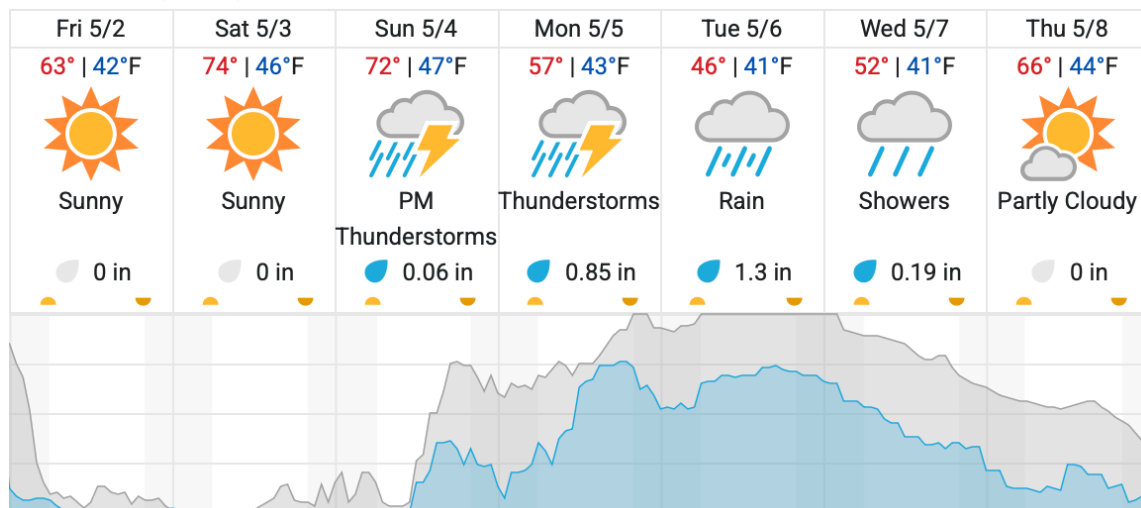 Fri 5/2
63° | 42°F
Sunny
0 in
Sat 5/3
74° | 46°F
Sunny
0 in
Sun 5/4
72° | 47°F
PM
Thunderstorms
0.06 in
Mon 5/5
57° | 43°F
Thunderstorms
0.85 in
Tue 5/6
46° | 41°F
Rain
1.3 in
Wed 5/7
52° | 41°F
Showers
0.19 in
Thu 5/8
66° | 44°F
Partly Cloudy
0 in